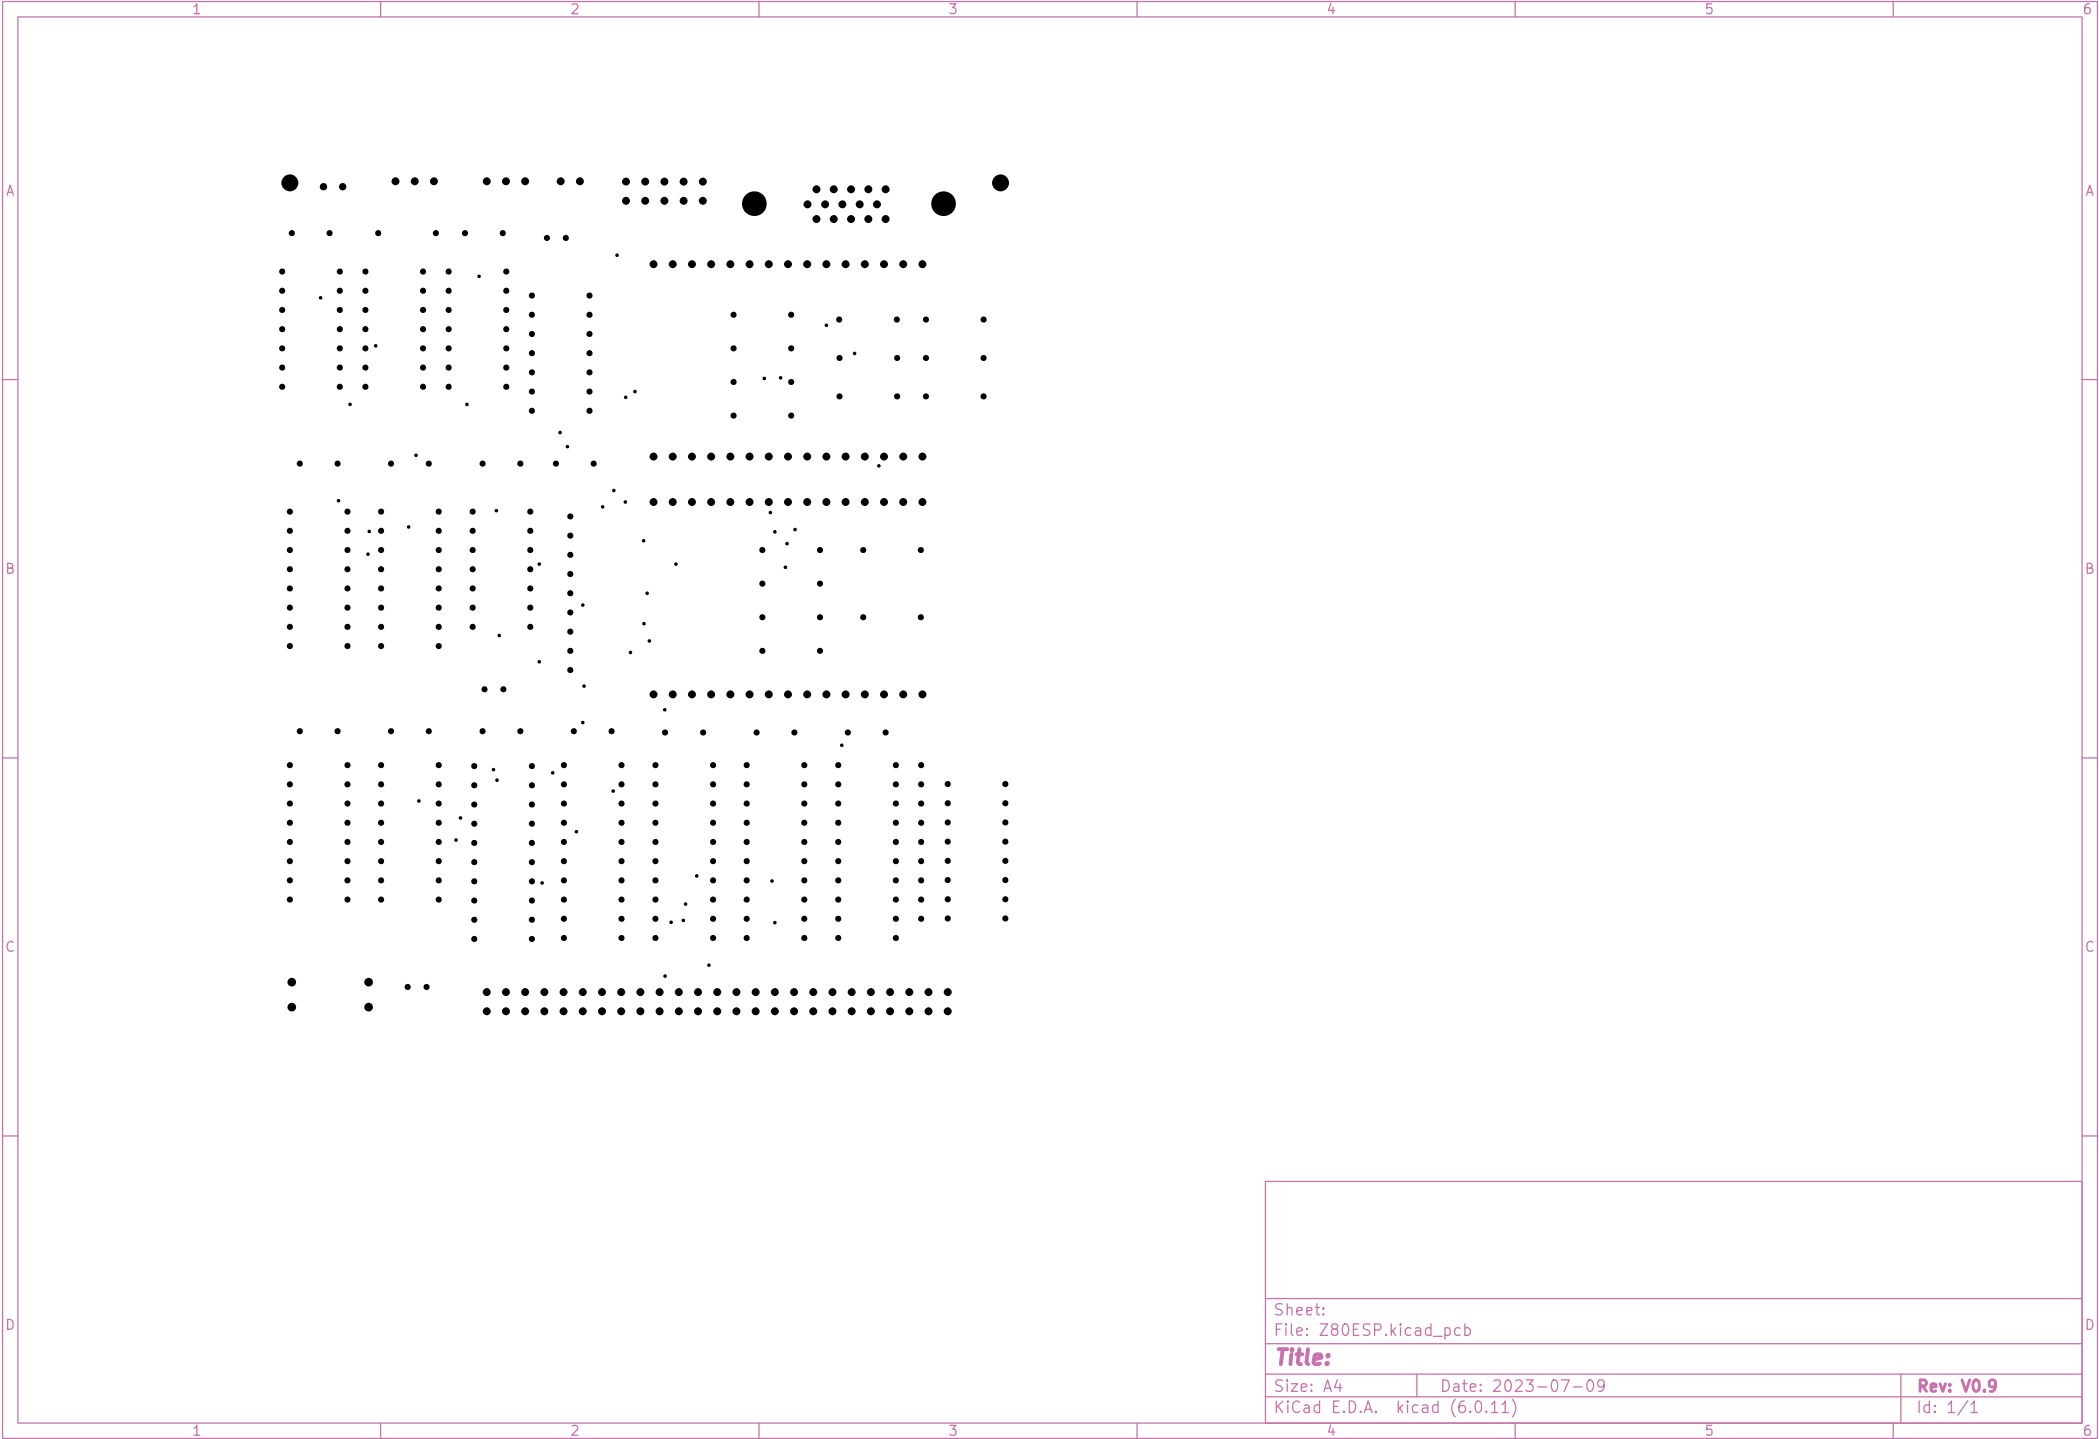 1 2 3 4 5 6
A A
B B
C C
D D
Sheet:
File: Z80ESP.kicad_pcb
Title:
Size: A4 Date: 2023-07-09 Rev: V0.9
KiCad E.D.A. kicad (6.0.11) Id: 1/1
1 2 3 4 5 6